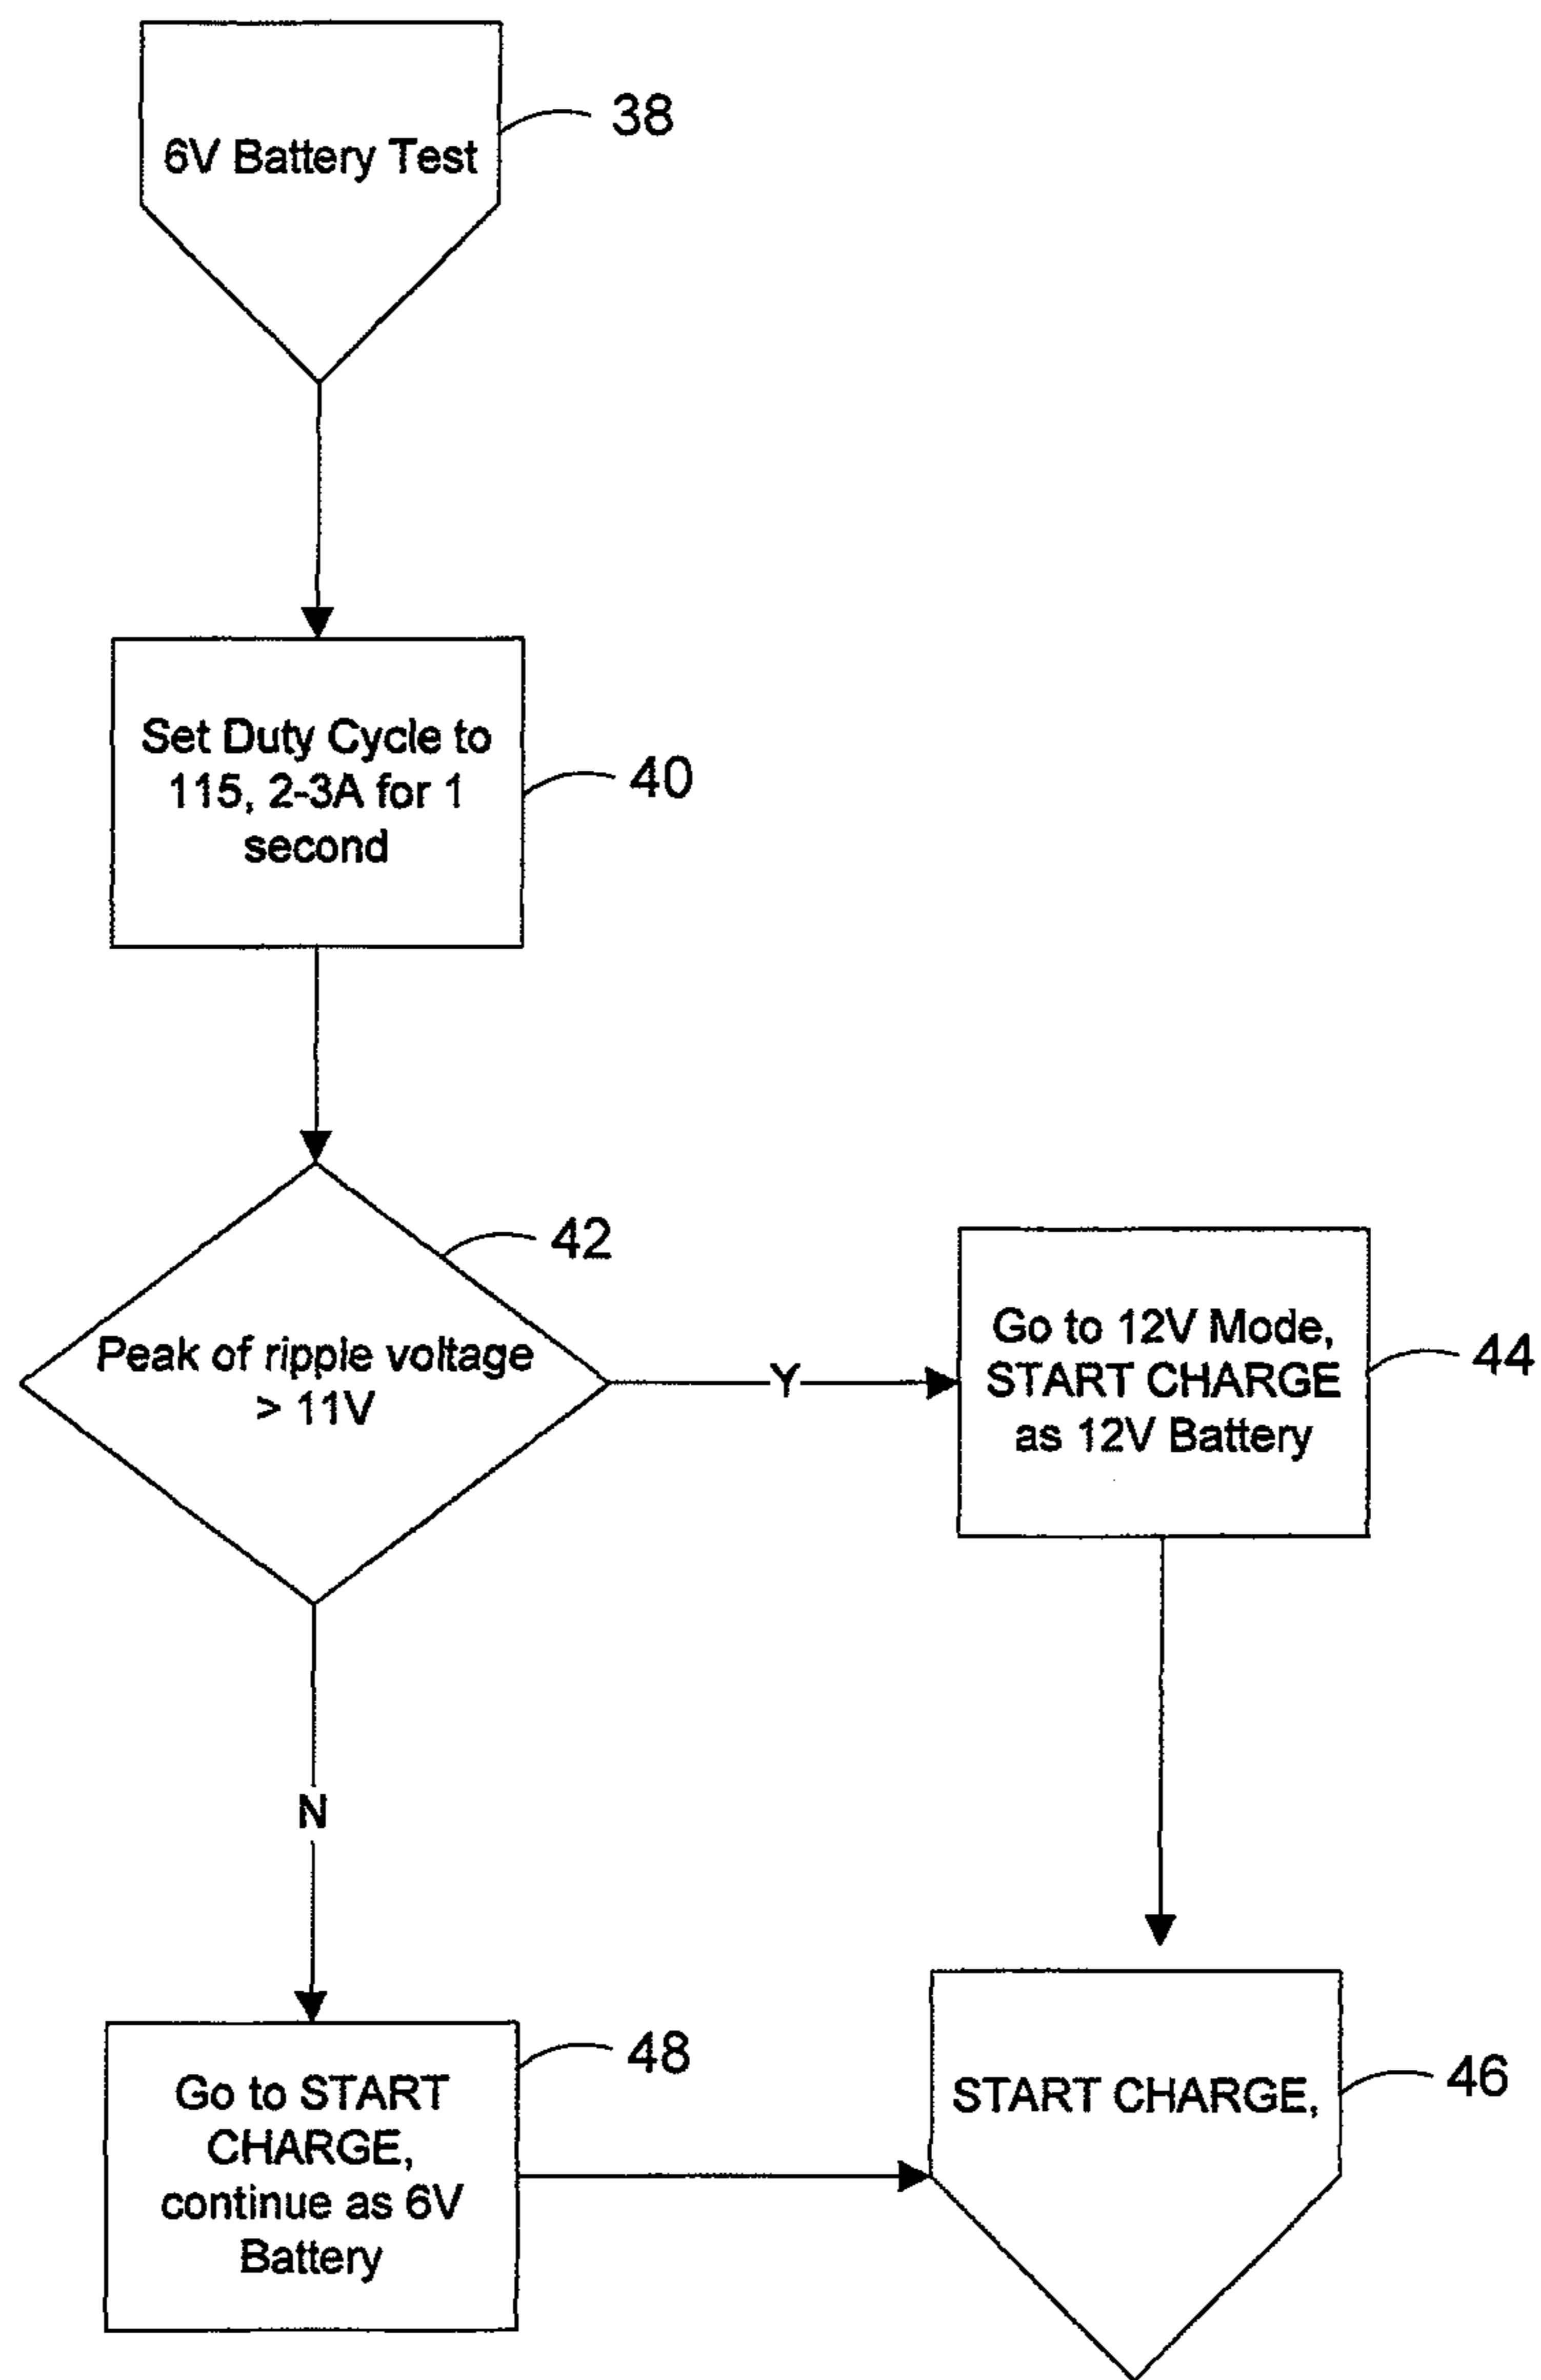 6V Battery Test
38
Set Duty Cycle to
115, 2-3A for 1
second
40
Peak of ripple voltage
> 11V
42
Y
Go to 12V Mode,
START CHARGE
as 12V Battery
44
N
Go to START
CHARGE,
continue as 6V
Battery
48
START CHARGE,
46